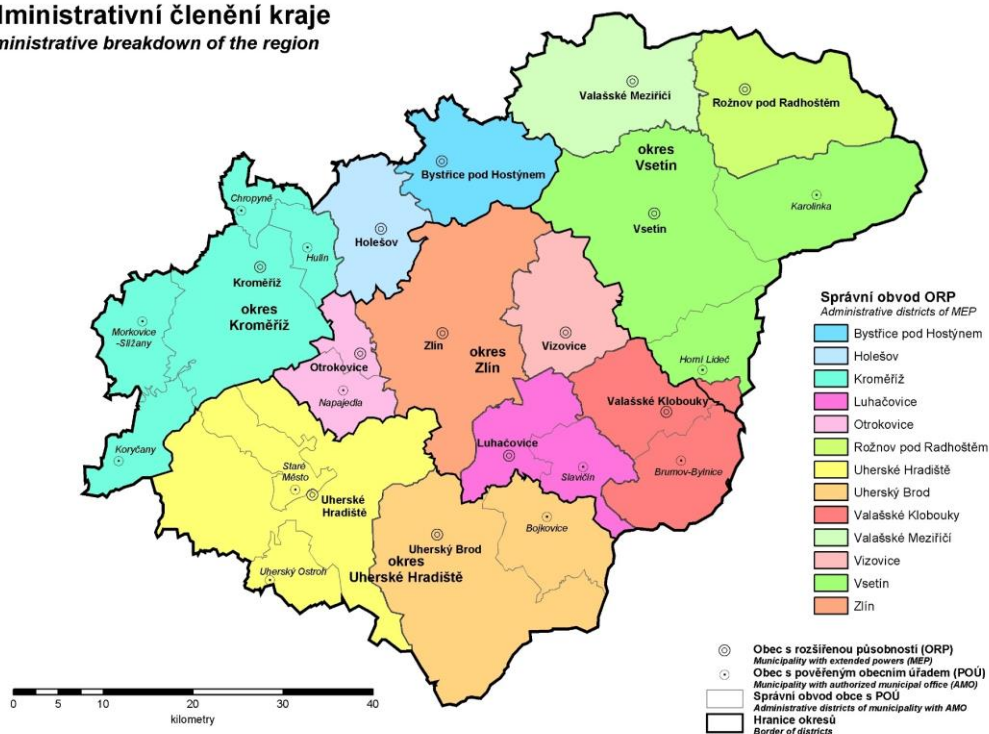 dministrativní členění kraje
ministrative breakdown of the region
Valašské Meziříčí
Rožnov pod Radhoštěm
okres
Vsetín
Bystřice pod Hostýnem
Karolinka
Chropyně
Vsetín
Holešov
Hulín
Kroměříž
okres
Kroměříž
Morkovice
-Slížany
Zlín
okres
Zlín
Vizovice
Otrokovice
Horní Lideč
Napajedla
Valašské Klobouky
Luhačovice
Koryčany
Staré
Město
Slavičín
Brumov-Bylnice
Uherské
Hradiště
Bojkovice
Uherský Brod
okres
Uherské Hradiště
Uherský Ostroh
Správní obvod ORP
Administrative districts of MEP
Bystřice pod Hostýnem
Holešov
Kroměříž
Luhačovice
Otrokovice
Rožnov pod Radhoštěm
Uherské Hradiště
Uherský Brod
Valašské Klobouky
Valašské Meziříčí
Vizovice
Vsetín
Zlín
Obec s rozšířenou působností (ORP)
Municipality with extended powers (MEP)
Obec s pověřeným obecním úřadem (POÚ)
Municipality with authorized municipal office (AMO)
Správní obvod obce s POÚ
Administrative districts of municipality with AMO
Hranice okresů
Border of districts
0 5 10 20 30 40
kilometry